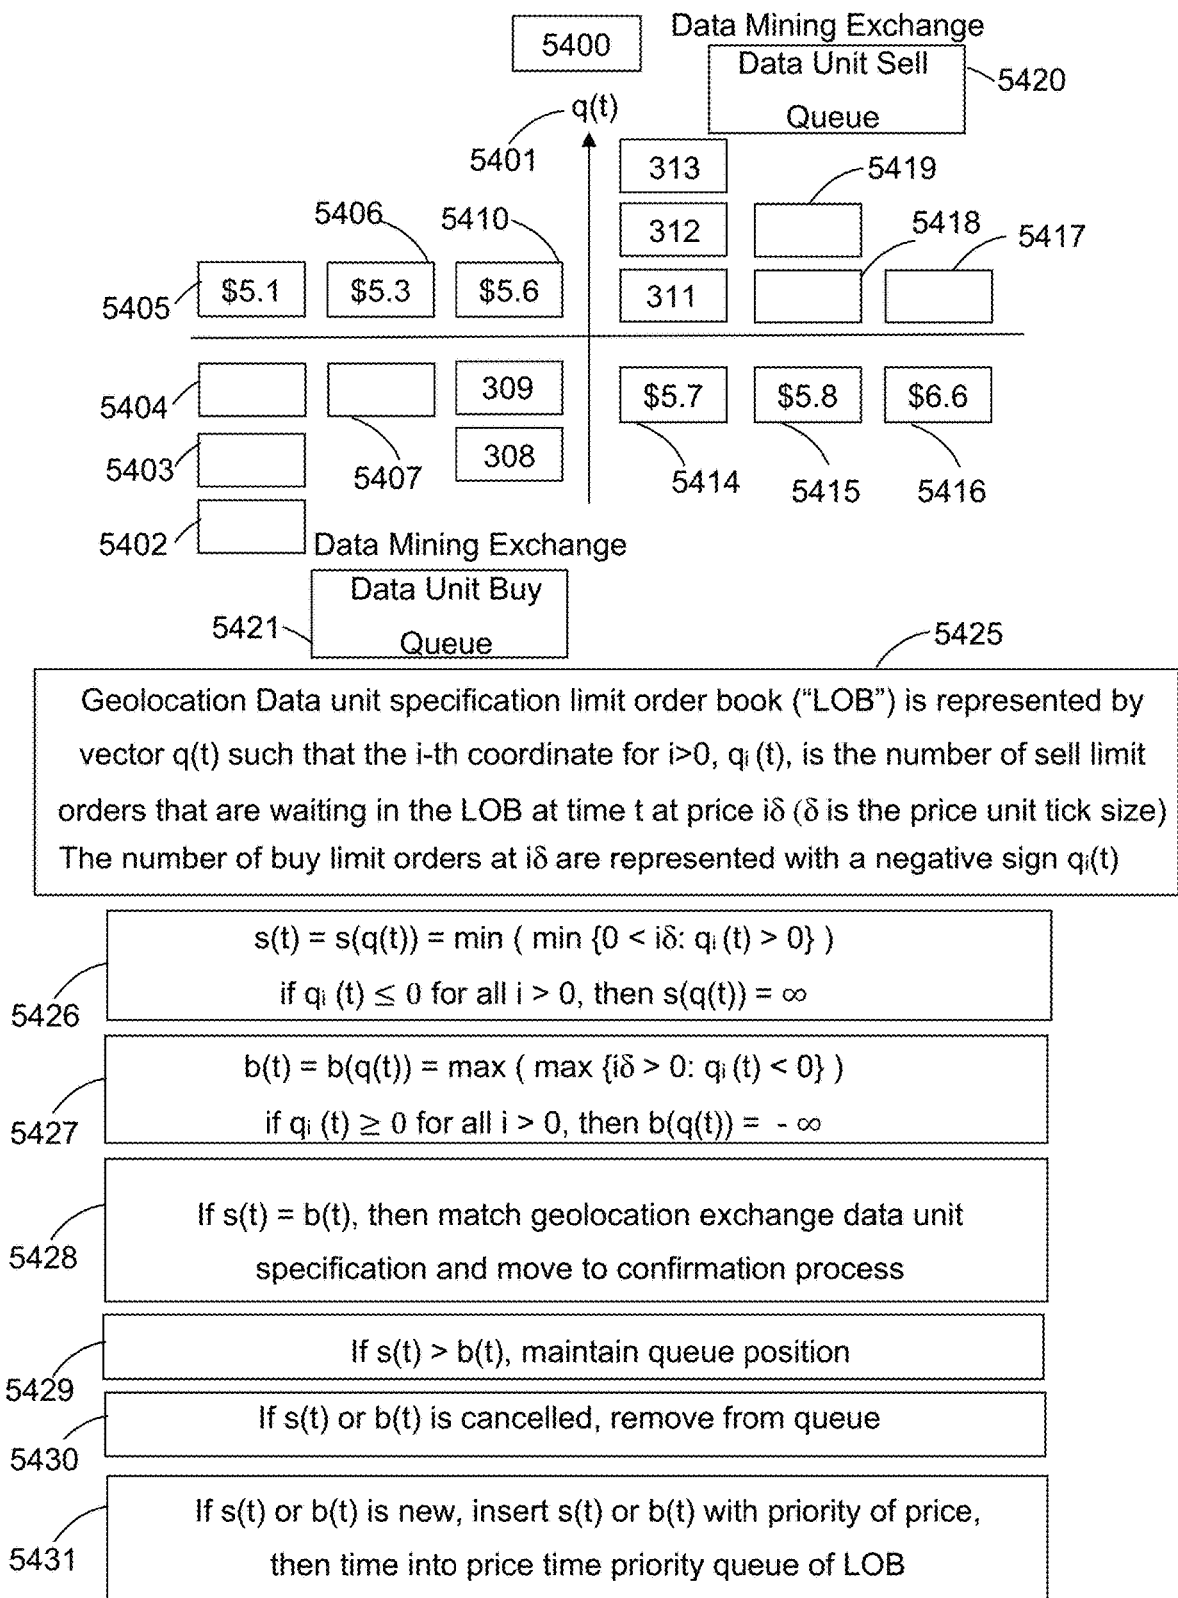 5400
Data Mining Exchange
Data Unit Sell
Queue
5420
q(t)
5401
313
5419
5406
5410
312
5418
5417
5405
$5.1
$5.3
$5.6
311
5404
309
$5.7
$5.8
$6.6
5403
5407
308
5414
5415
5416
5402
Data Mining Exchange
Data Unit Buy
Queue
5421
5425
Geolocation Data unit specification limit order book (“LOB”) is represented by
vector q(t) such that the i-th coordinate for i>0, qᵢ (t), is the number of sell limit
orders that are waiting in the LOB at time t at price iδ (δ is the price unit tick size)
The number of buy limit orders at iδ are represented with a negative sign qᵢ(t)
s(t) = s(q(t)) = min ( min {0 < iδ: qᵢ (t) > 0} )
if qᵢ (t) ≤ 0 for all i > 0, then s(q(t)) = ∞
5426
b(t) = b(q(t)) = max ( max {iδ > 0: qᵢ (t) < 0} )
if qᵢ (t) ≥ 0 for all i > 0, then b(q(t)) = - ∞
5427
If s(t) = b(t), then match geolocation exchange data unit
specification and move to confirmation process
5428
If s(t) > b(t), maintain queue position
5429
If s(t) or b(t) is cancelled, remove from queue
5430
If s(t) or b(t) is new, insert s(t) or b(t) with priority of price,
then time into price time priority queue of LOB
5431